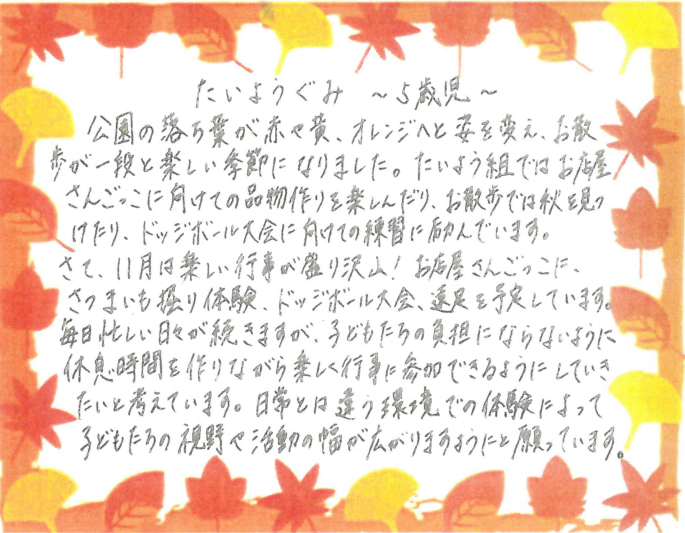 たいようぐみ ～5歳児～
公園の落ち葉が赤や黄、オレンジへと姿を変え、お散
歩が一段と楽しい季節になりました。たいよう組ではお店屋
さんごっこに向けての品物作りを楽しんだり、お散歩では秋を見つ
けたり、ドッジボール大会に向けての練習に励んでいます。
さて、11月は楽しい行事が盛り沢山！お店屋さんごっこに、
さつまいも掘り体験、ドッジボール大会、遠足を予定しています。
毎日忙しい日々が続きますが、子どもたちの負担にならないように
休息時間を作りながら楽しく行事に参加できるようにしていき
たいと考えています。日常とは違う環境での体験によって
子どもたちの視野や活動の幅が広がりますようにと願っています。